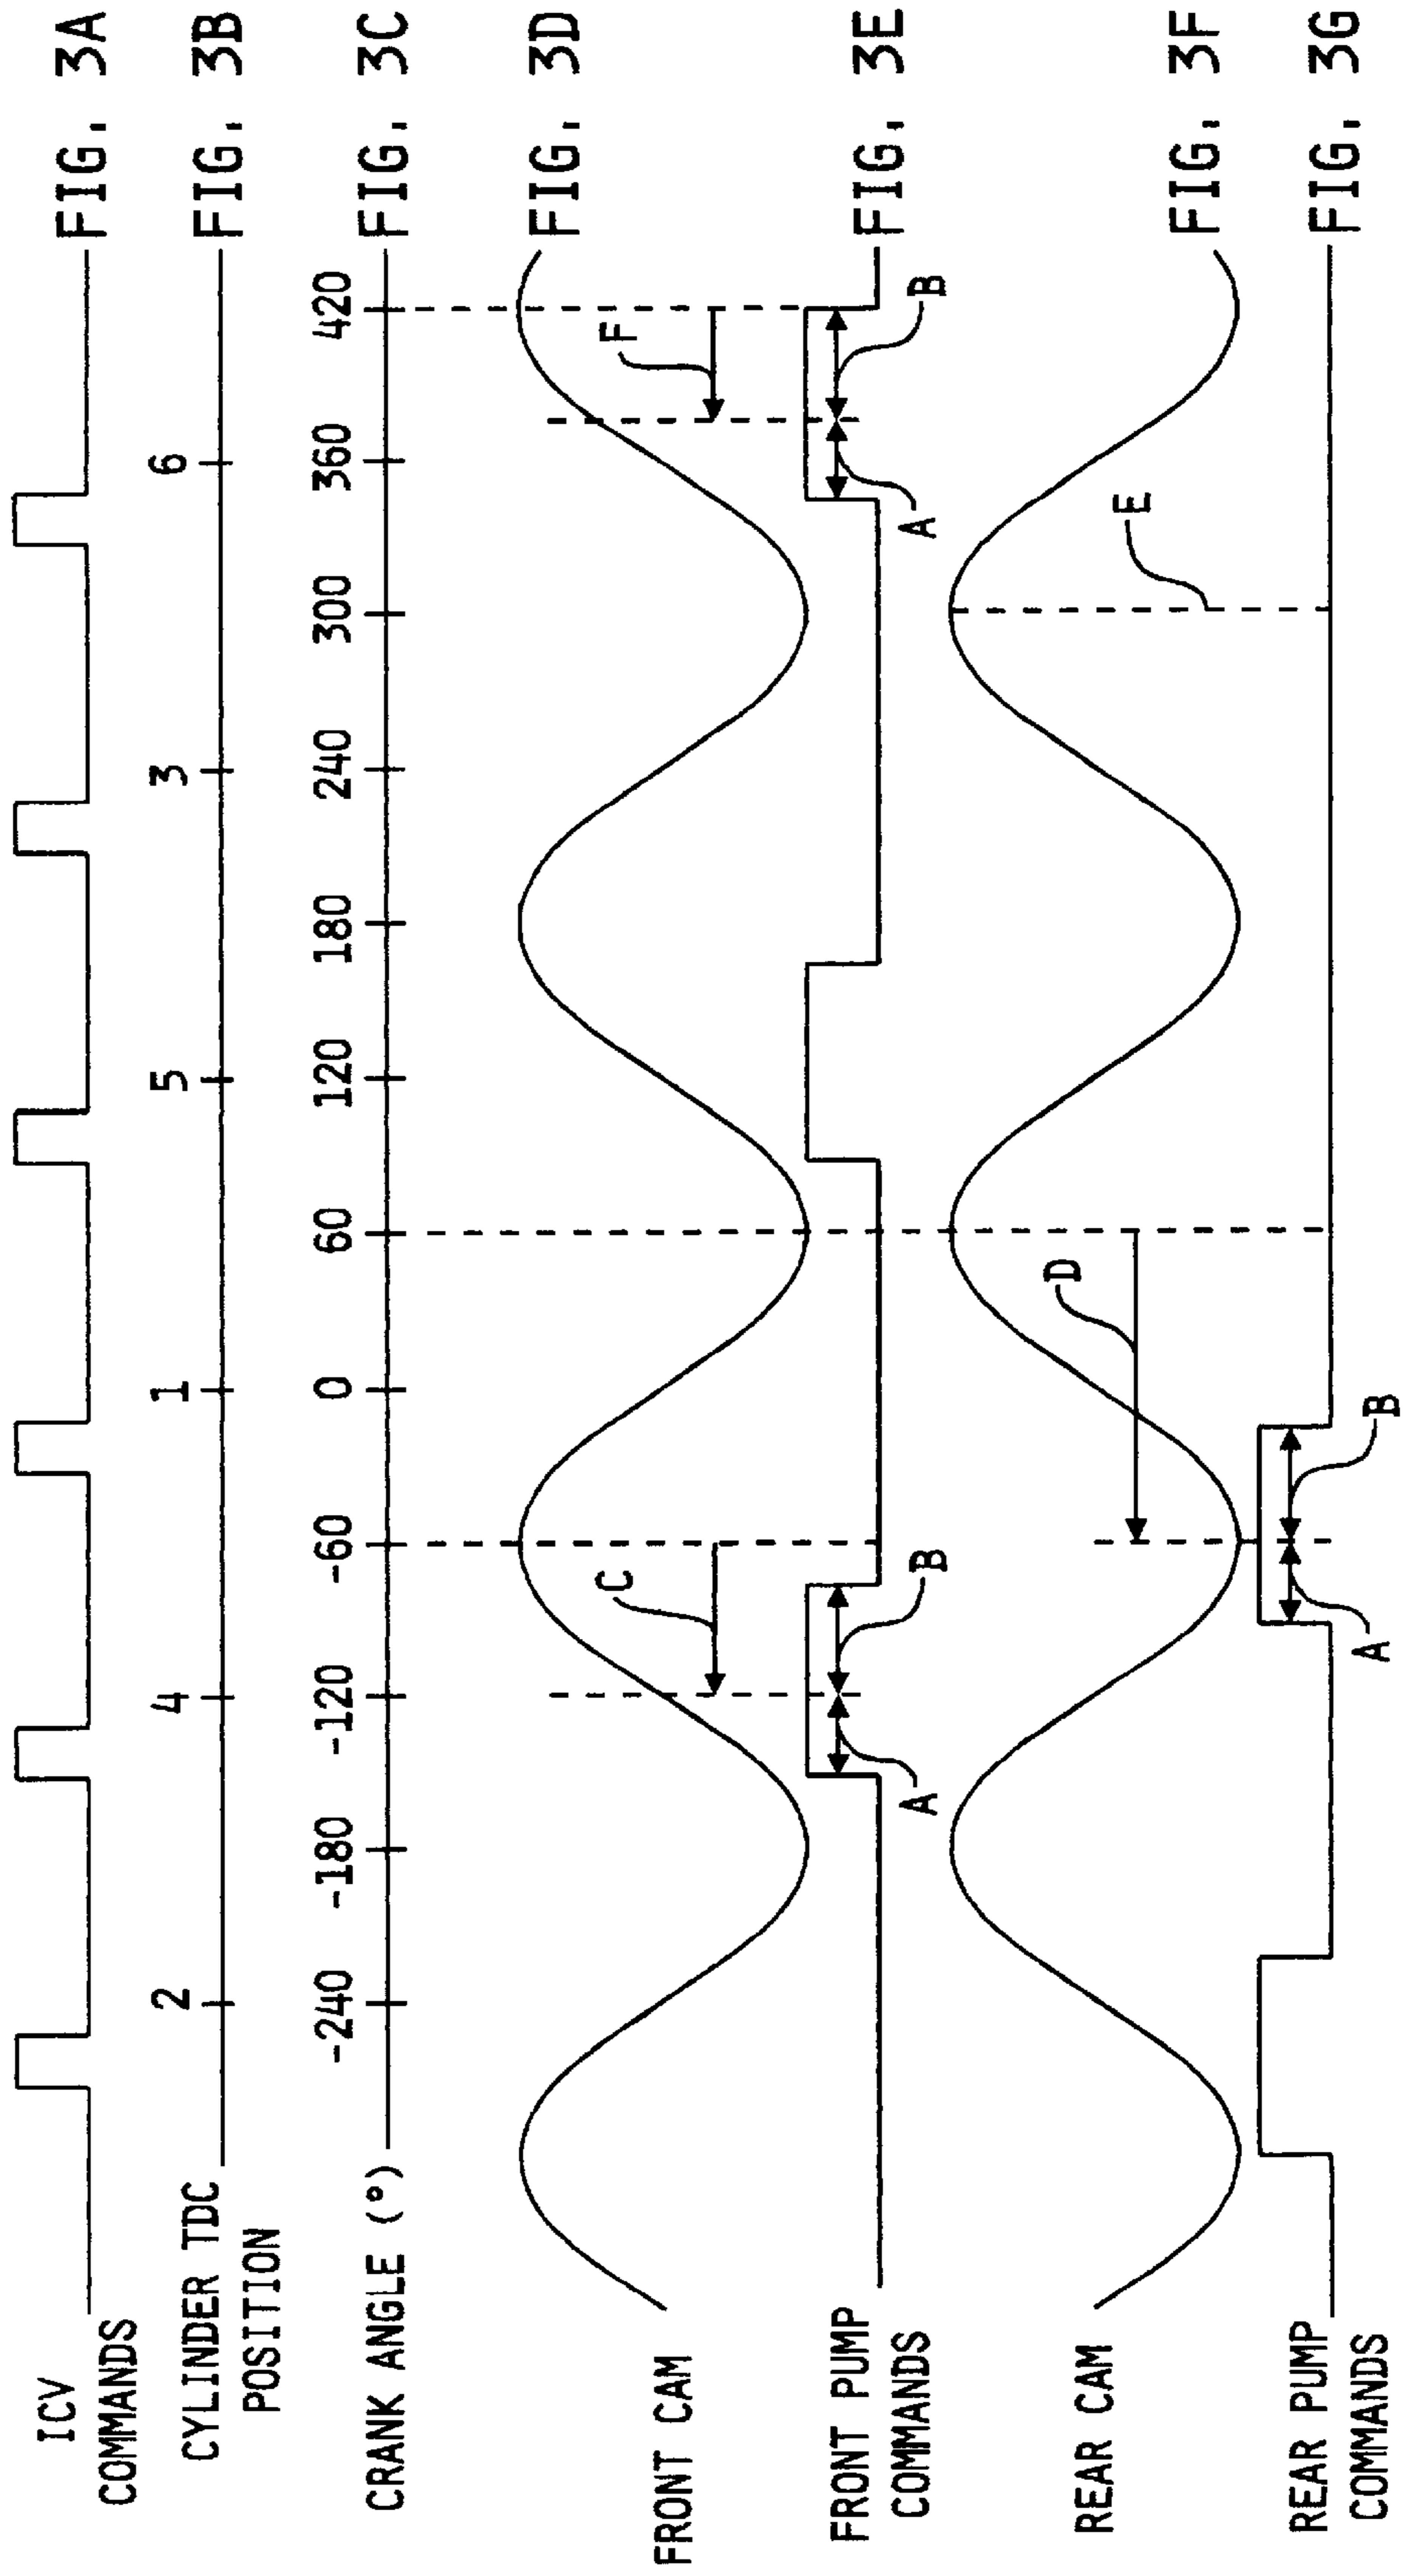 ICV
COMMANDS
FIG. 3A
CYLINDER TDC
POSITION
2 4 1 5 3 6
FIG. 3B
CRANK ANGLE (°)
-240 -180 -120 -60 0 60 120 180 240 300 360 420
FIG. 3C
FRONT CAM
C
F
FIG. 3D
FRONT PUMP
COMMANDS
A B A B
FIG. 3E
REAR CAM
D
E
FIG. 3F
REAR PUMP
COMMANDS
A B
FIG. 3G